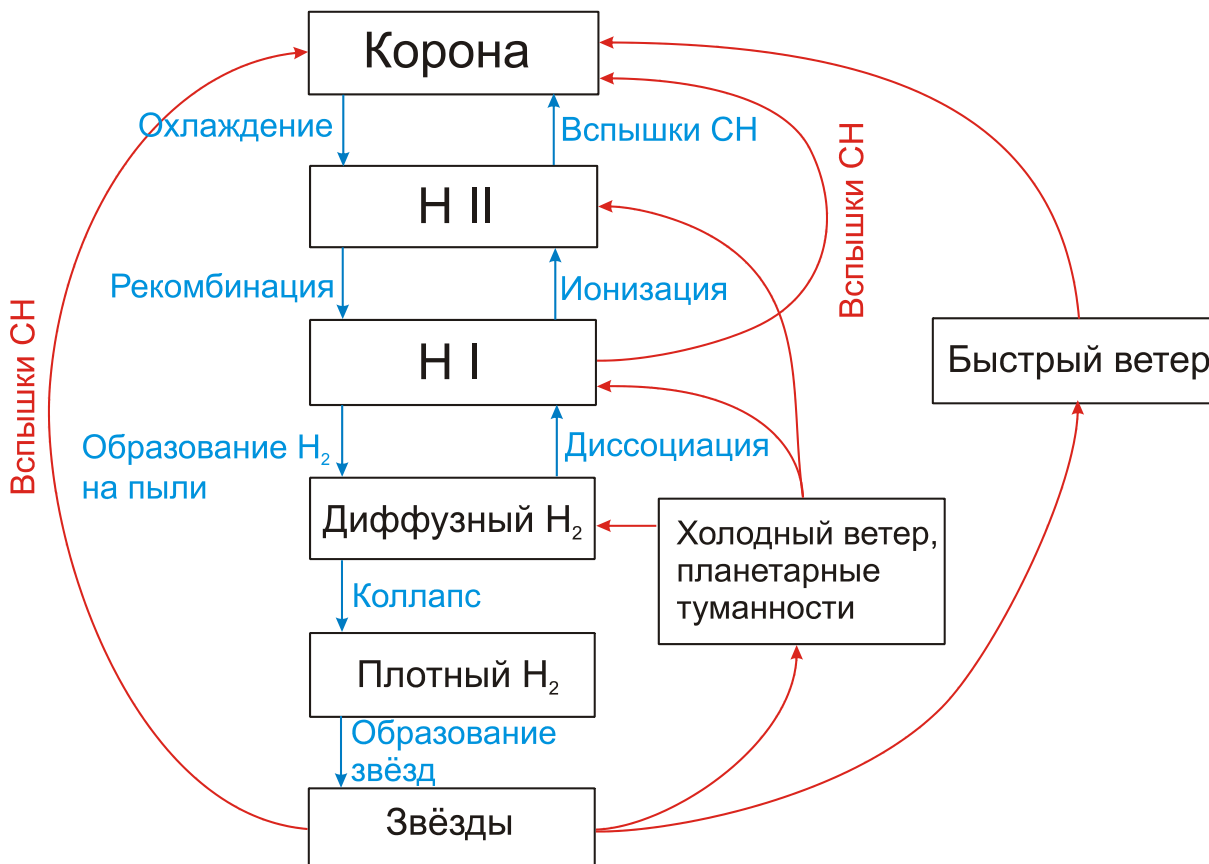 Корона
Охлаждение
Вспышки СН
Н II
Рекомбинация
Ионизация
Вспышки СН
Вспышки СН
Н I
Быстрый ветер
Образование Н₂
на пыли
Диссоциация
Диффузный Н₂
Холодный ветер,
планетарные
туманности
Коллапс
Плотный Н₂
Образование
звёзд
Звёзды